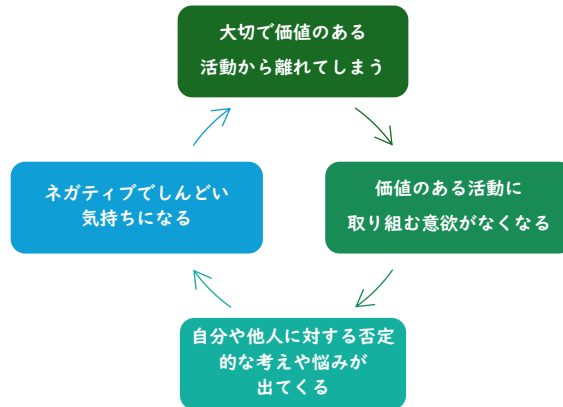 大切で価値のある
活動から離れてしまう
価値のある活動に
取り組む意欲がなくなる
自分や他人に対する否定
的な考えや悩みが
出てくる
ネガティブでしんどい
気持ちになる